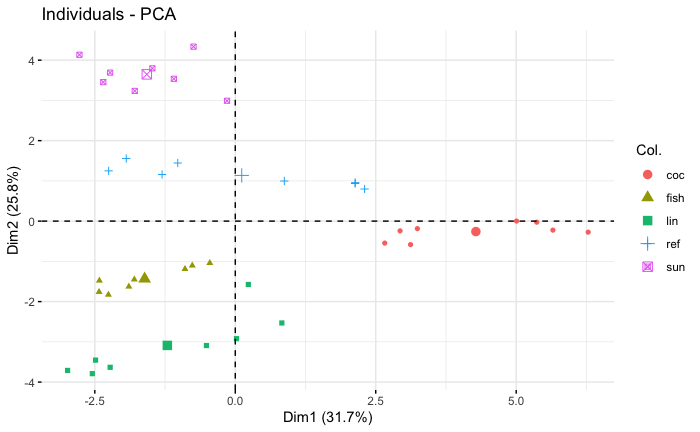 Individuals - PCA
4
2
0
-2
-4
Dim2 (25.8%)
-2.5 0.0 2.5 5.0
Dim1 (31.7%)
Col.
coc
fish
lin
ref
sun